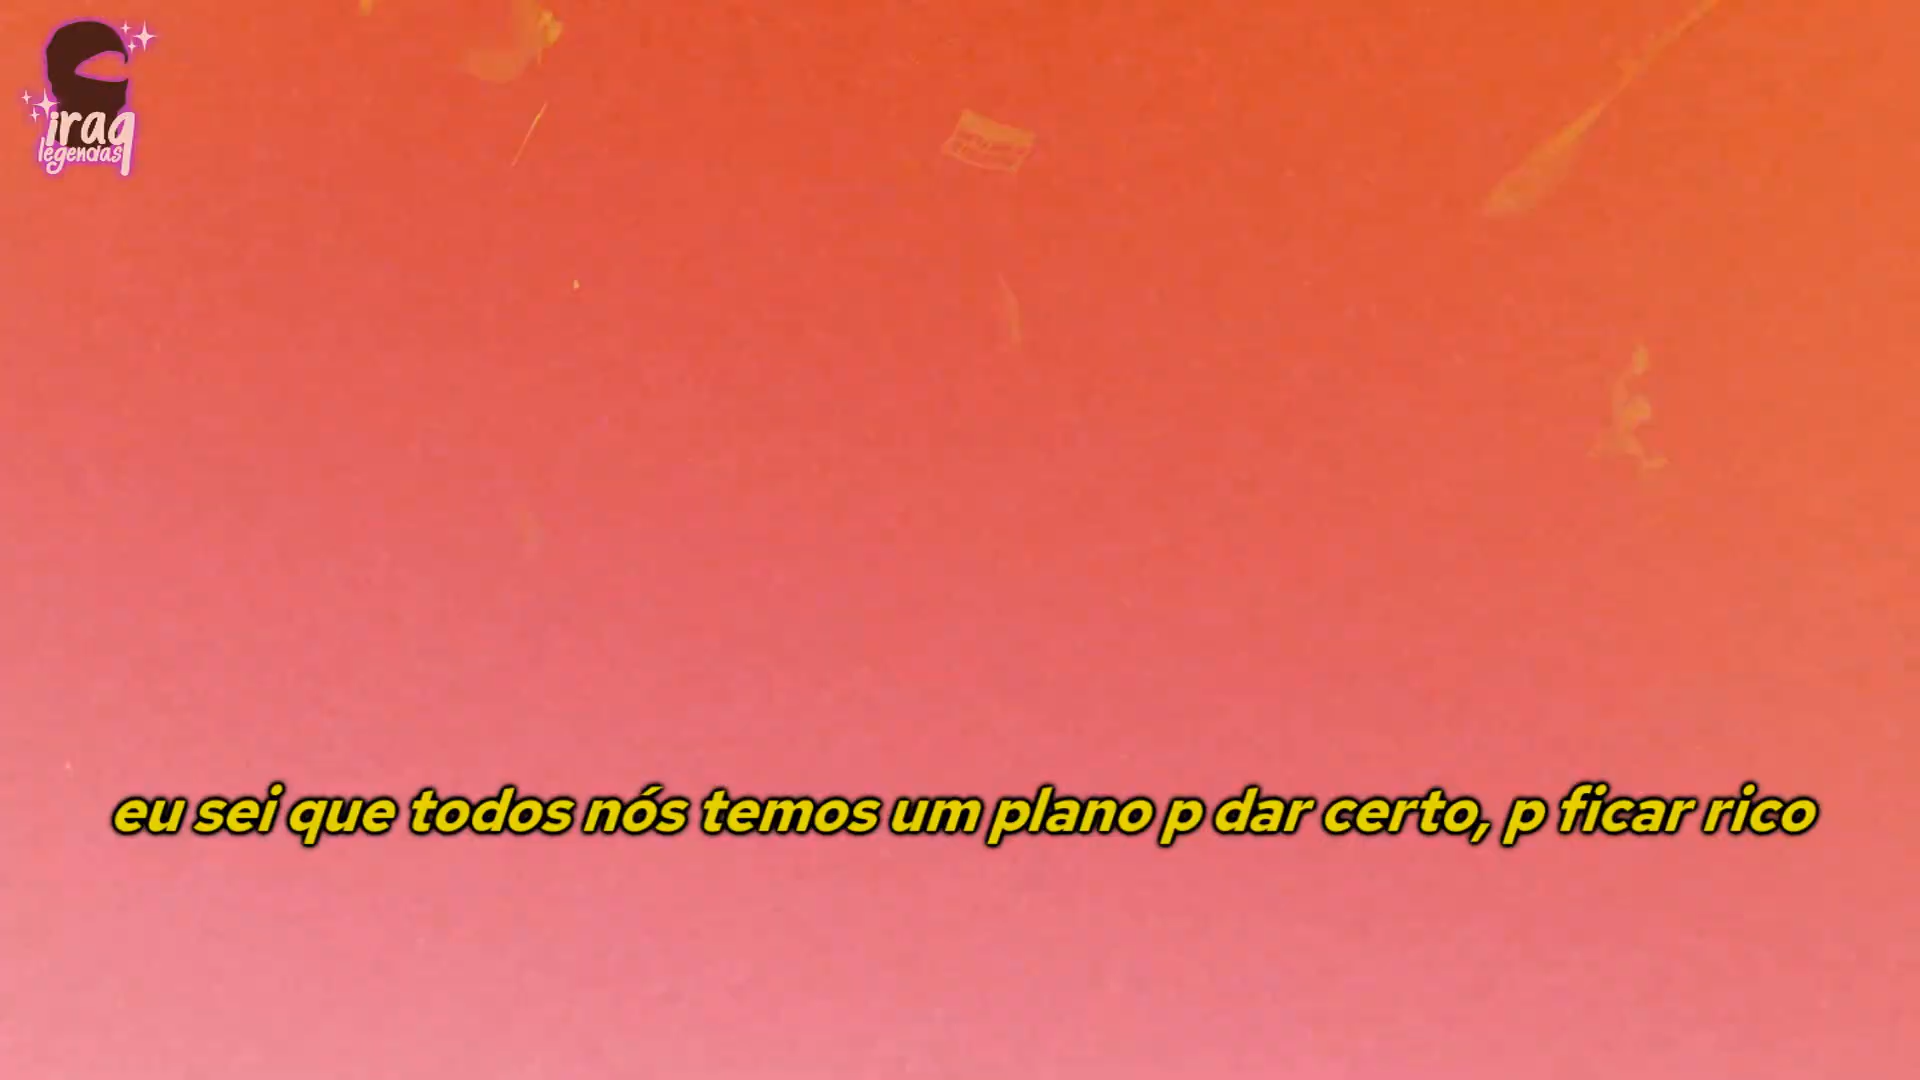 iraq
legendas
eu sei que todos nós temos um plano p dar certo, p ficar rico